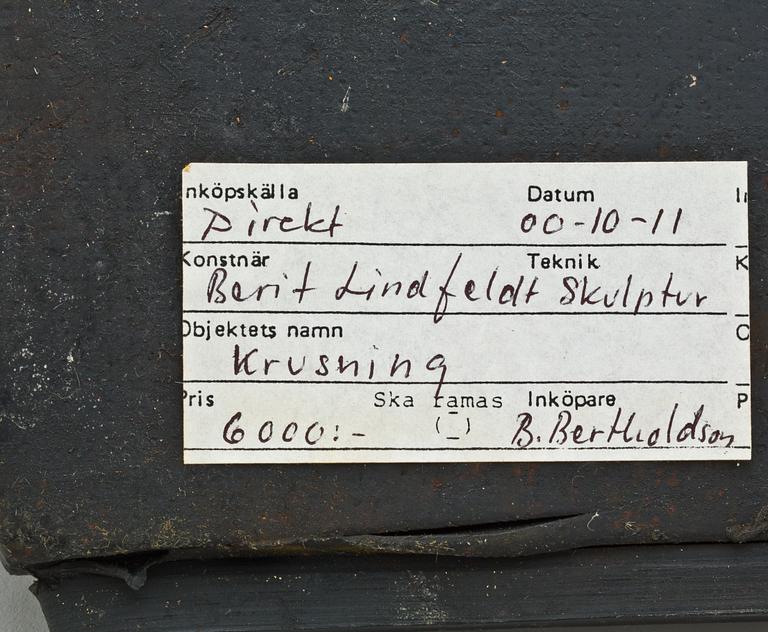 nköpskälla Datum I
Direkt 00-10-11
Konstnär Teknik K
Berit Lindfeldt Skulptur
Objektets namn O
Krusning
Pris Ska ramas Inköpare P
6000:- (_) B. Bertholdson